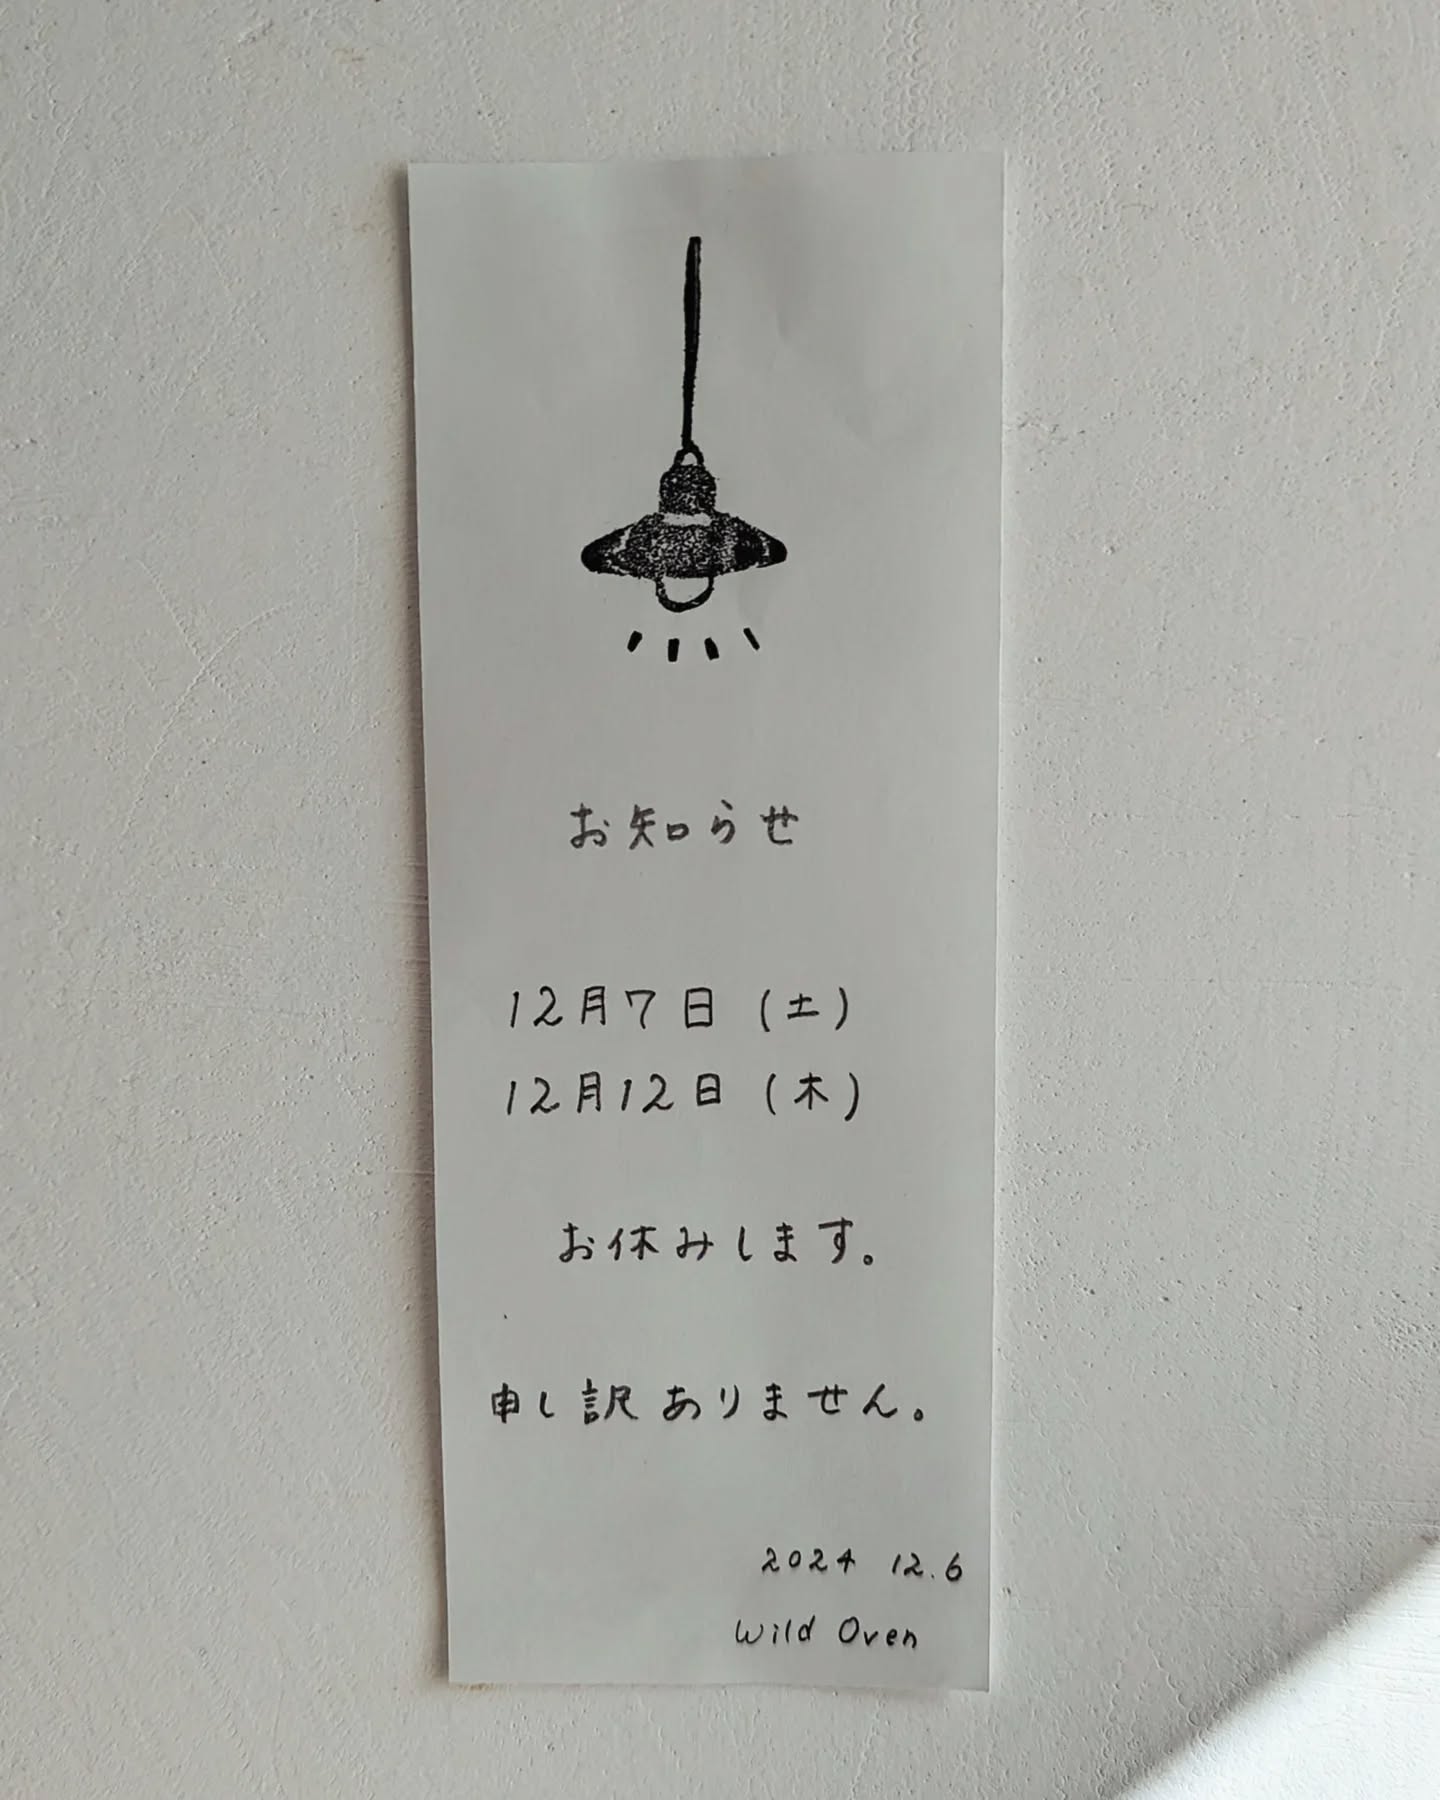 お知らせ
12月7日(土)
12月12日(木)
お休みします。
申し訳ありません。
2024 12.6
Wild Oven